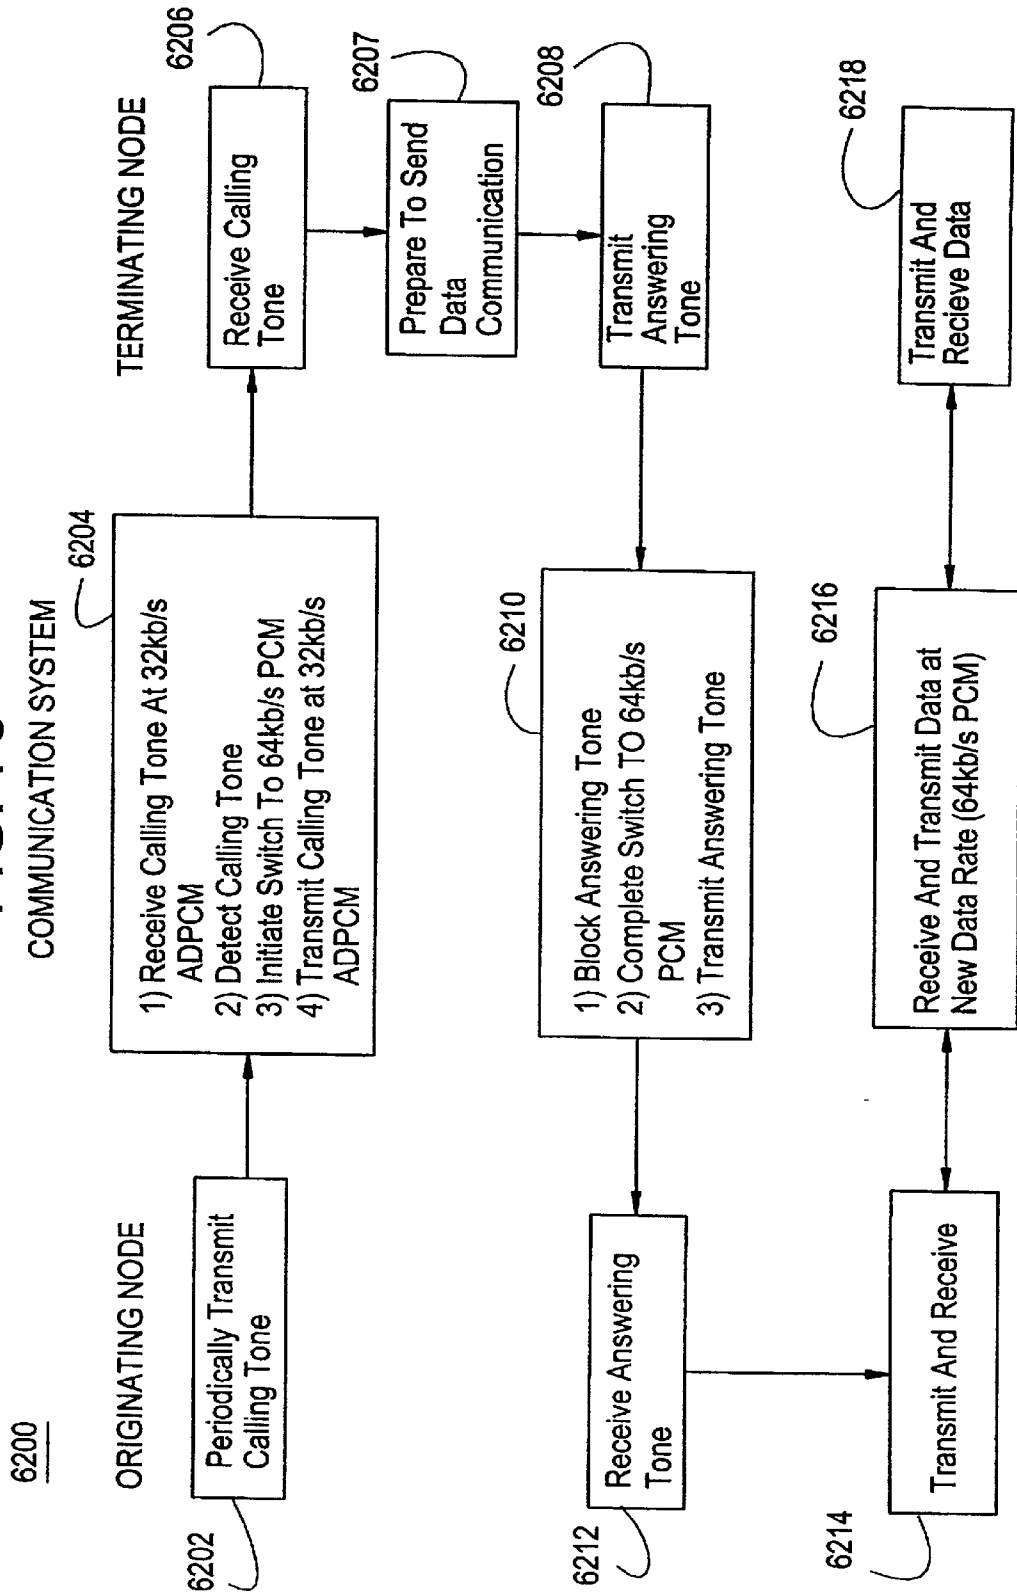 6200
COMMUNICATION SYSTEM
ORIGINATING NODE
TERMINATING NODE
6202
Periodically Transmit
Calling Tone
6204
1) Receive Calling Tone At 32kb/s
ADPCM
2) Detect Calling Tone
3) Initiate Switch To 64kb/s PCM
4) Transmit Calling Tone at 32kb/s
ADPCM
6206
Receive Calling
Tone
6207
Prepare To Send
Data
Communication
6208
Transmit
Answering
Tone
6210
1) Block Answering Tone
2) Complete Switch TO 64kb/s
PCM
3) Transmit Answering Tone
6212
Receive Answering
Tone
6214
Transmit And Receive
6216
Receive And Transmit Data at
New Data Rate (64kb/s PCM)
6218
Transmit And
Recieve Data